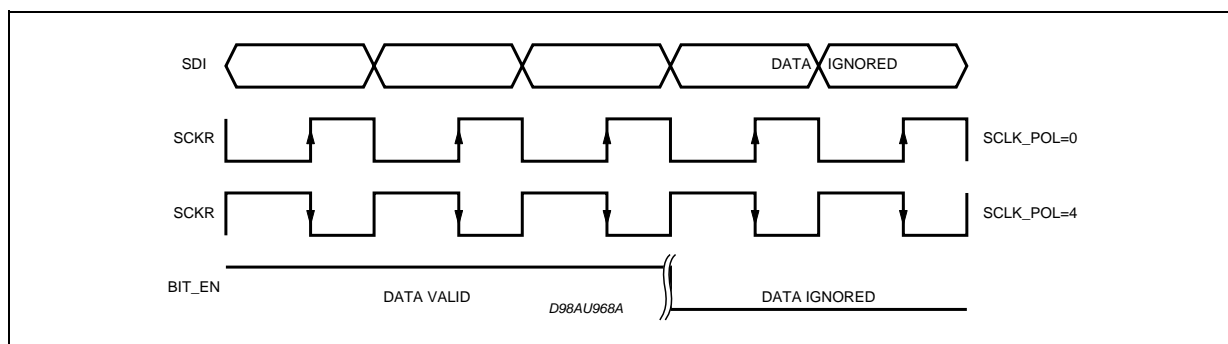 SDI
DATA IGNORED
SCKR
SCLK_POL=0
SCKR
SCLK_POL=4
BIT_EN
DATA VALID
D98AU968A
DATA IGNORED